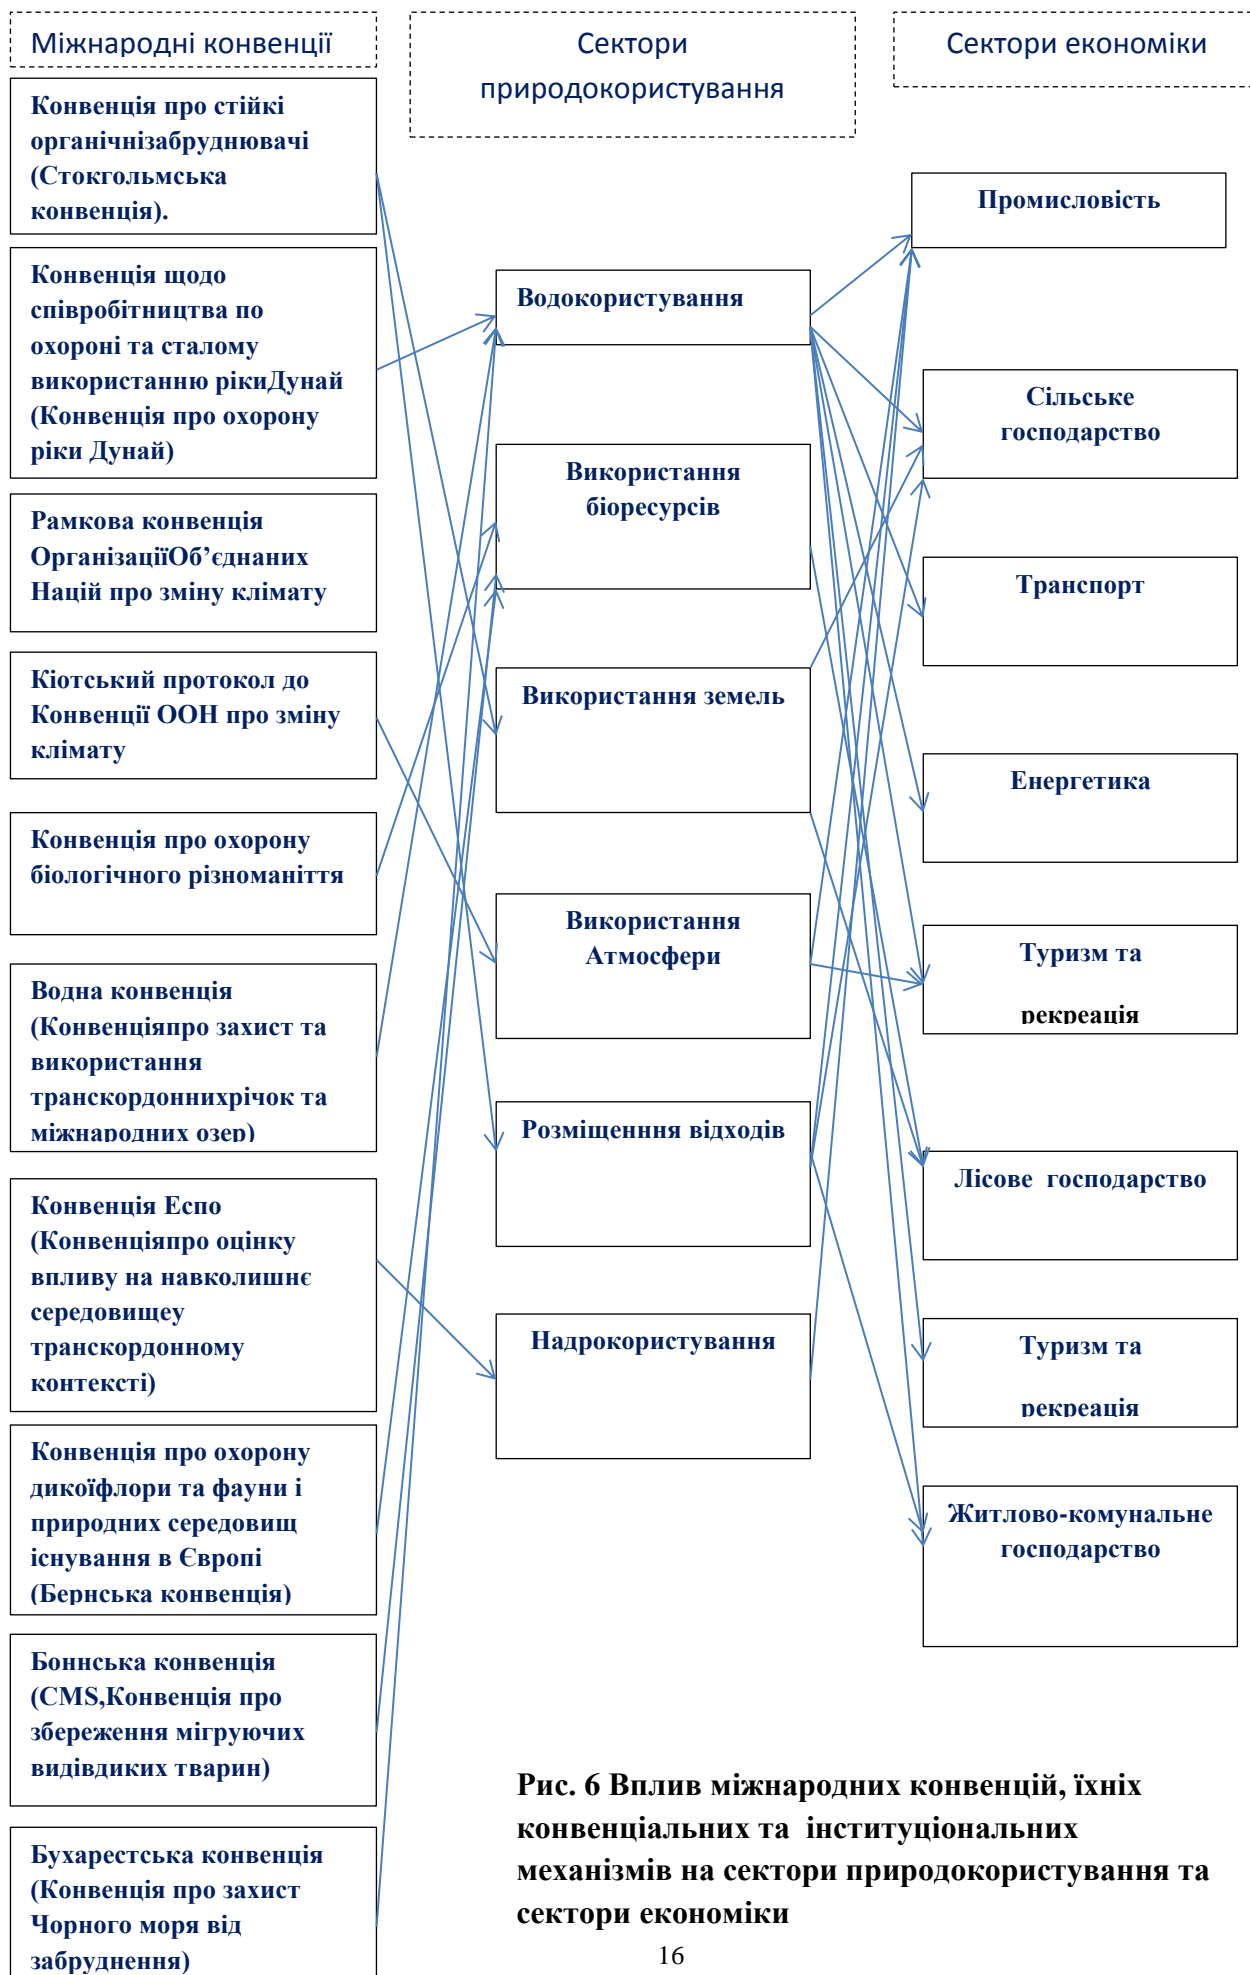 Міжнародні конвенції
Конвенція про стійкі
органічнізабруднювачі
(Стокгольмська
конвенція).
Конвенція щодо
співробітництва по
охороні та сталому
використанню рікиДунай
(Конвенція про охорону
ріки Дунай)
Рамкова конвенція
ОрганізаціїОб’єднаних
Націй про зміну клімату
Кіотський протокол до
Конвенції ООН про зміну
клімату
Конвенція про охорону
біологічного різноманіття
Водна конвенція
(Конвенціяпро захист та
використання
транскордоннихрічок та
міжнародних озер)
Конвенція Еспо
(Конвенціяпро оцінку
впливу на навколишнє
середовищеу
транскордонному
контексті)
Конвенція про охорону
дикоїфлори та фауни і
природних середовищ
існування в Європі
(Бернська конвенція)
Боннська конвенція
(CMS,Конвенція про
збереження мігруючих
видівдиких тварин)
Бухарестська конвенція
(Конвенція про захист
Чорного моря від
забруднення)
Сектори
природокористування
Водокористування
Використання
біоресурсів
Використання земель
Використання
Атмосфери
Розміщенння відходів
Надрокористування
Сектори економіки
Промисловість
Сільське
господарство
Транспорт
Енергетика
Туризм та
рекреація
Лісове  господарство
Туризм та
рекреація
Житлово-комунальне
господарство
Рис. 6 Вплив міжнародних конвенцій, їхніх
конвенціальних та  інституціональних
механізмів на сектори природокористування та
сектори економіки
16